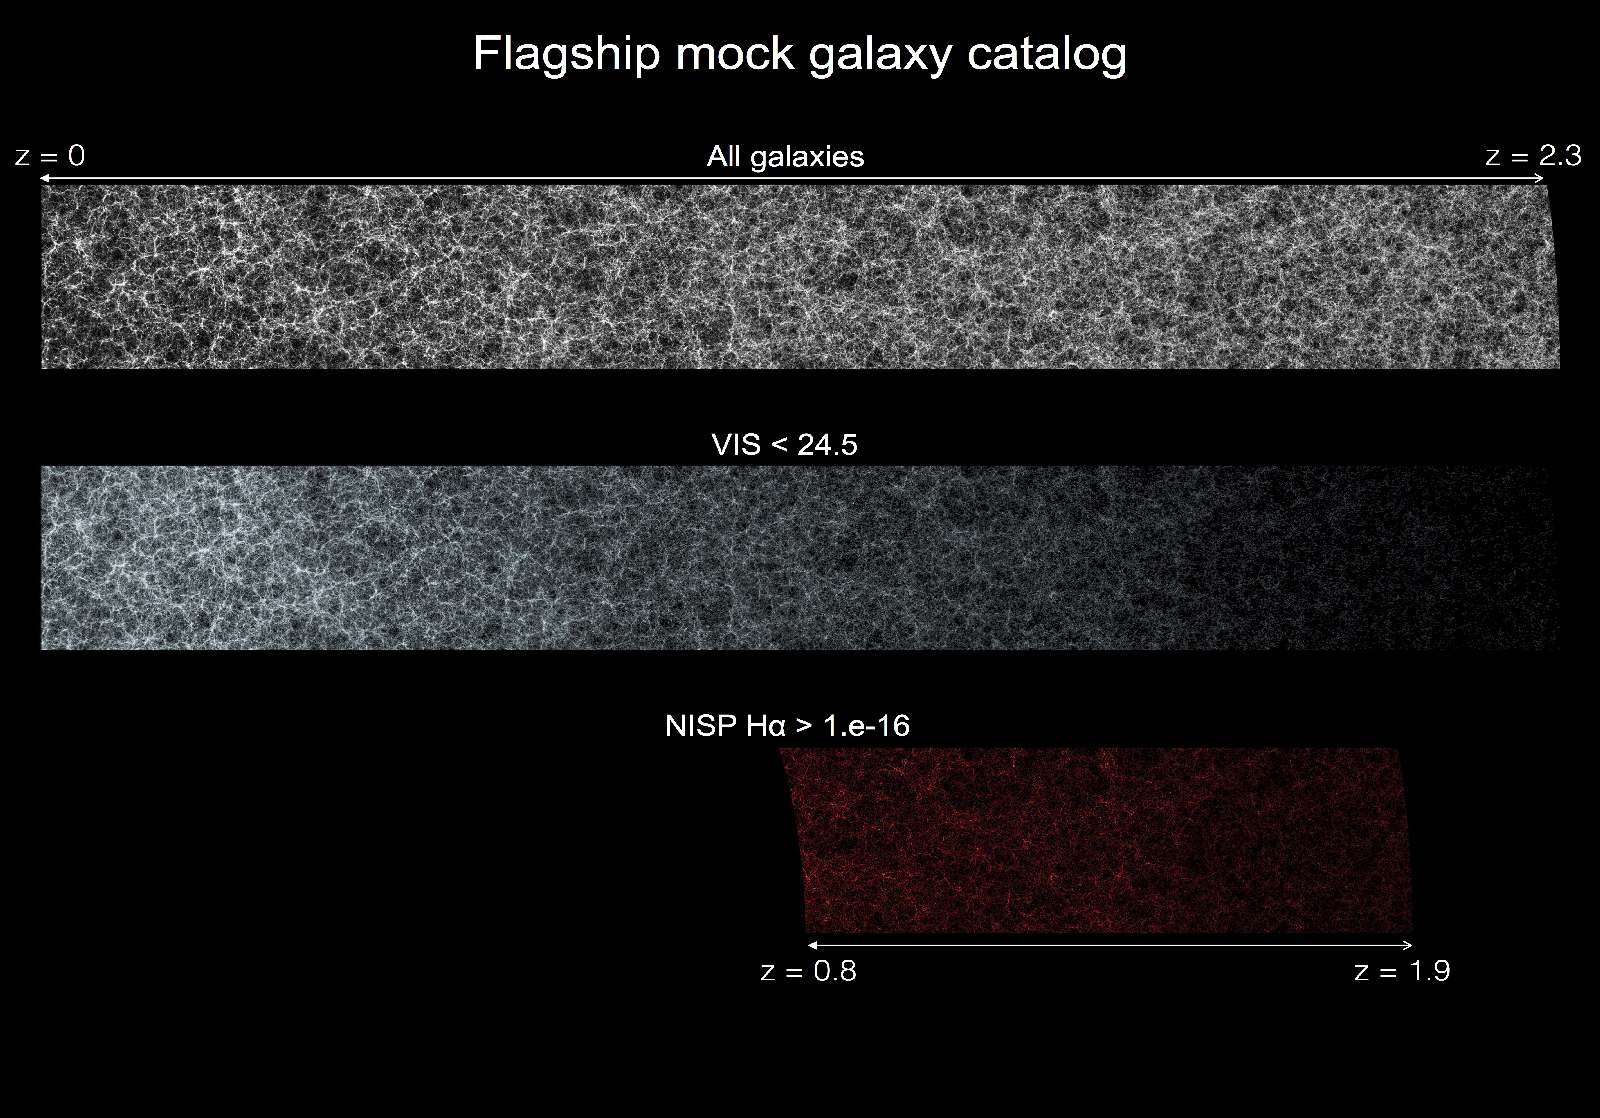 Flagship mock galaxy catalog
z = 0
All galaxies
z = 2.3
VIS < 24.5
NISP Hα > 1.e-16
z = 0.8
z = 1.9